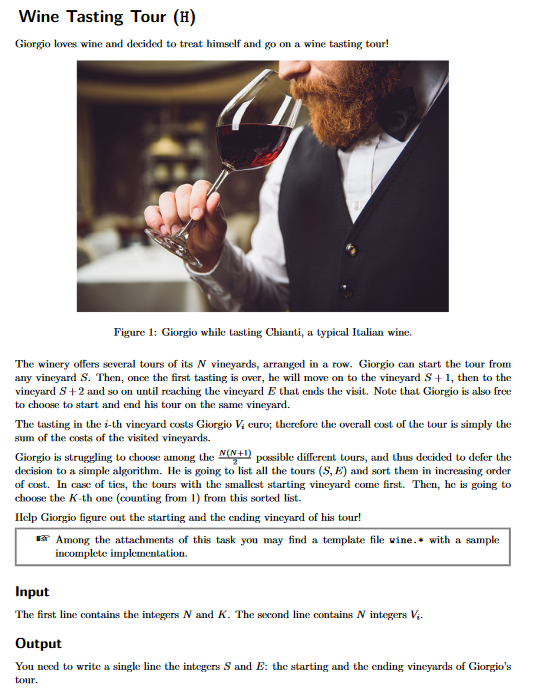 Wine Tasting Tour (H)
Giorgio loves wine and decided to treat himself and go on a wine tasting tour!
Figure 1: Giorgio while tasting Chianti, a typical Italian wine.
The winery offers several tours of its N vineyards, arranged in a row. Giorgio can start the tour from
any vineyard S. Then, once the first tasting is over, he will move on to the vineyard S + 1, then to the
vineyard S + 2 and so on until reaching the vineyard E that ends the visit. Note that Giorgio is also free
to choose to start and end his tour on the same vineyard.
The tasting in the i-th vineyard costs Giorgio Vᵢ euro; therefore the overall cost of the tour is simply the
sum of the costs of the visited vineyards.
Giorgio is struggling to choose among the N(N+1)/2 possible different tours, and thus decided to defer the
decision to a simple algorithm. He is going to list all the tours (S, E) and sort them in increasing order
of cost. In case of ties, the tours with the smallest starting vineyard come first. Then, he is going to
choose the K-th one (counting from 1) from this sorted list.
Help Giorgio figure out the starting and the ending vineyard of his tour!
☞ Among the attachments of this task you may find a template file wine.* with a sample
incomplete implementation.
Input
The first line contains the integers N and K. The second line contains N integers Vᵢ.
Output
You need to write a single line the integers S and E: the starting and the ending vineyards of Giorgio's
tour.